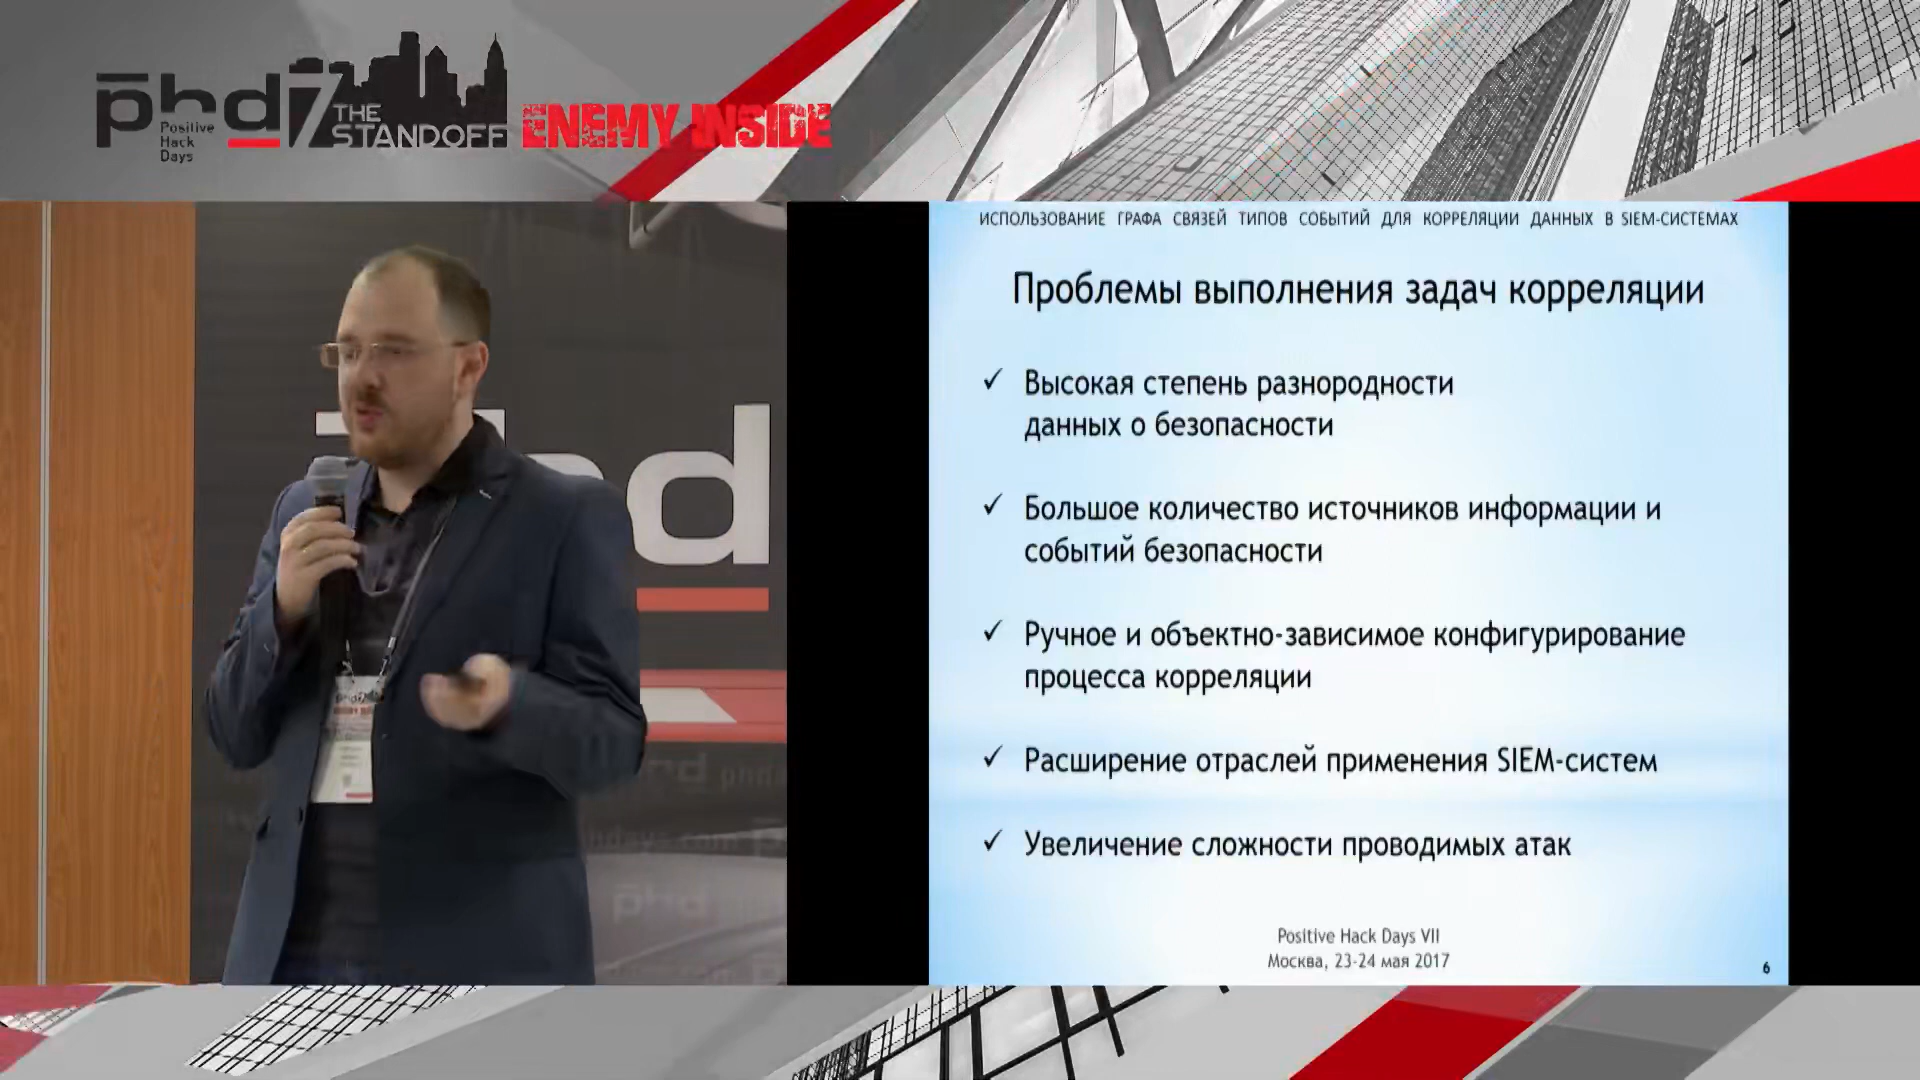 phd7
Positive
Hack
Days
THE
STANDOFF
ENEMY INSIDE
ИСПОЛЬЗОВАНИЕ ГРАФА СВЯЗЕЙ ТИПОВ СОБЫТИЙ ДЛЯ КОРРЕЛЯЦИИ ДАННЫХ В SIEM-СИСТЕМАХ
Проблемы выполнения задач корреляции
✓ Высокая степень разнородности
данных о безопасности
✓ Большое количество источников информации и
событий безопасности
✓ Ручное и объектно-зависимое конфигурирование
процесса корреляции
✓ Расширение отраслей применения SIEM-систем
✓ Увеличение сложности проводимых атак
Positive Hack Days VII
Москва, 23-24 мая 2017
6
hd
phd
phd